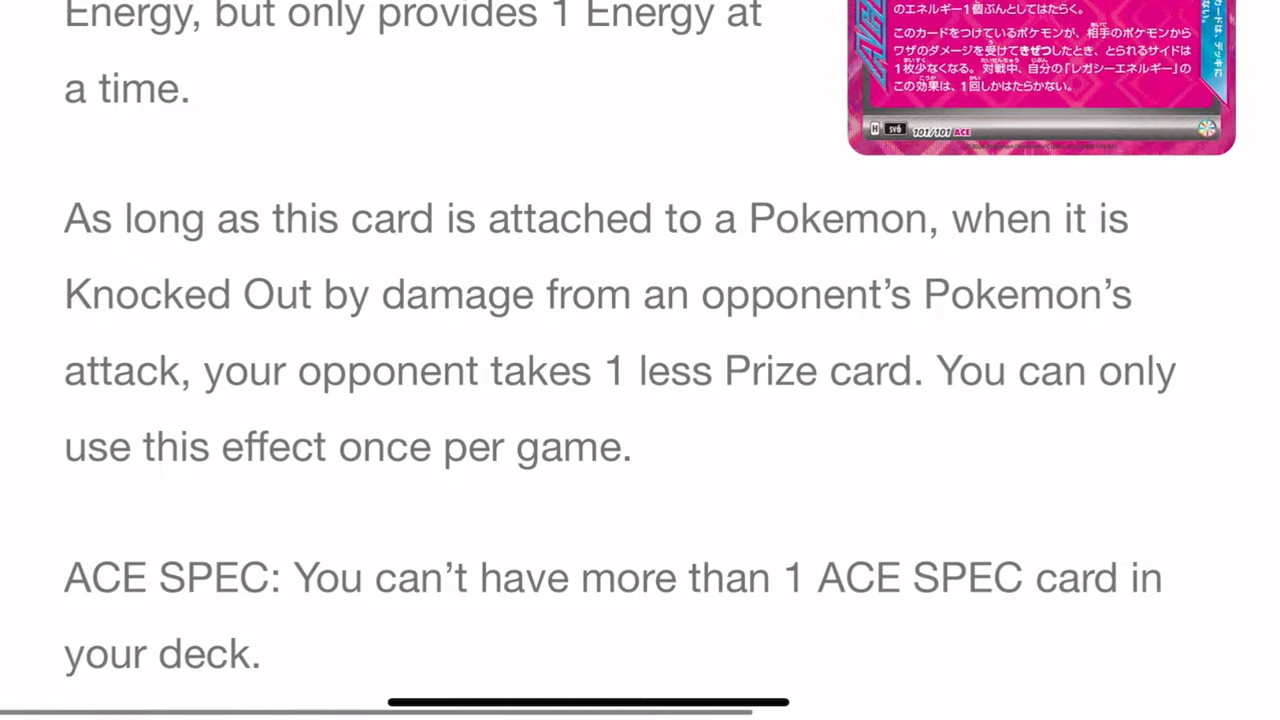 Energy, but only provides 1 Energy at
a time.
のエネルギー1個ぶんとしてはたらく。
このカードをつけているポケモンが、相手のポケモンから
ワザのダメージを受けてきぜつしたとき、とられるサイドは
1枚少なくなる。対戦中、自分の「レガシーエネルギー」の
この効果は、1回しかはたらかない。
H sv6 101/101 ACE
As long as this card is attached to a Pokemon, when it is
Knocked Out by damage from an opponent’s Pokemon’s
attack, your opponent takes 1 less Prize card. You can only
use this effect once per game.
ACE SPEC: You can’t have more than 1 ACE SPEC card in
your deck.